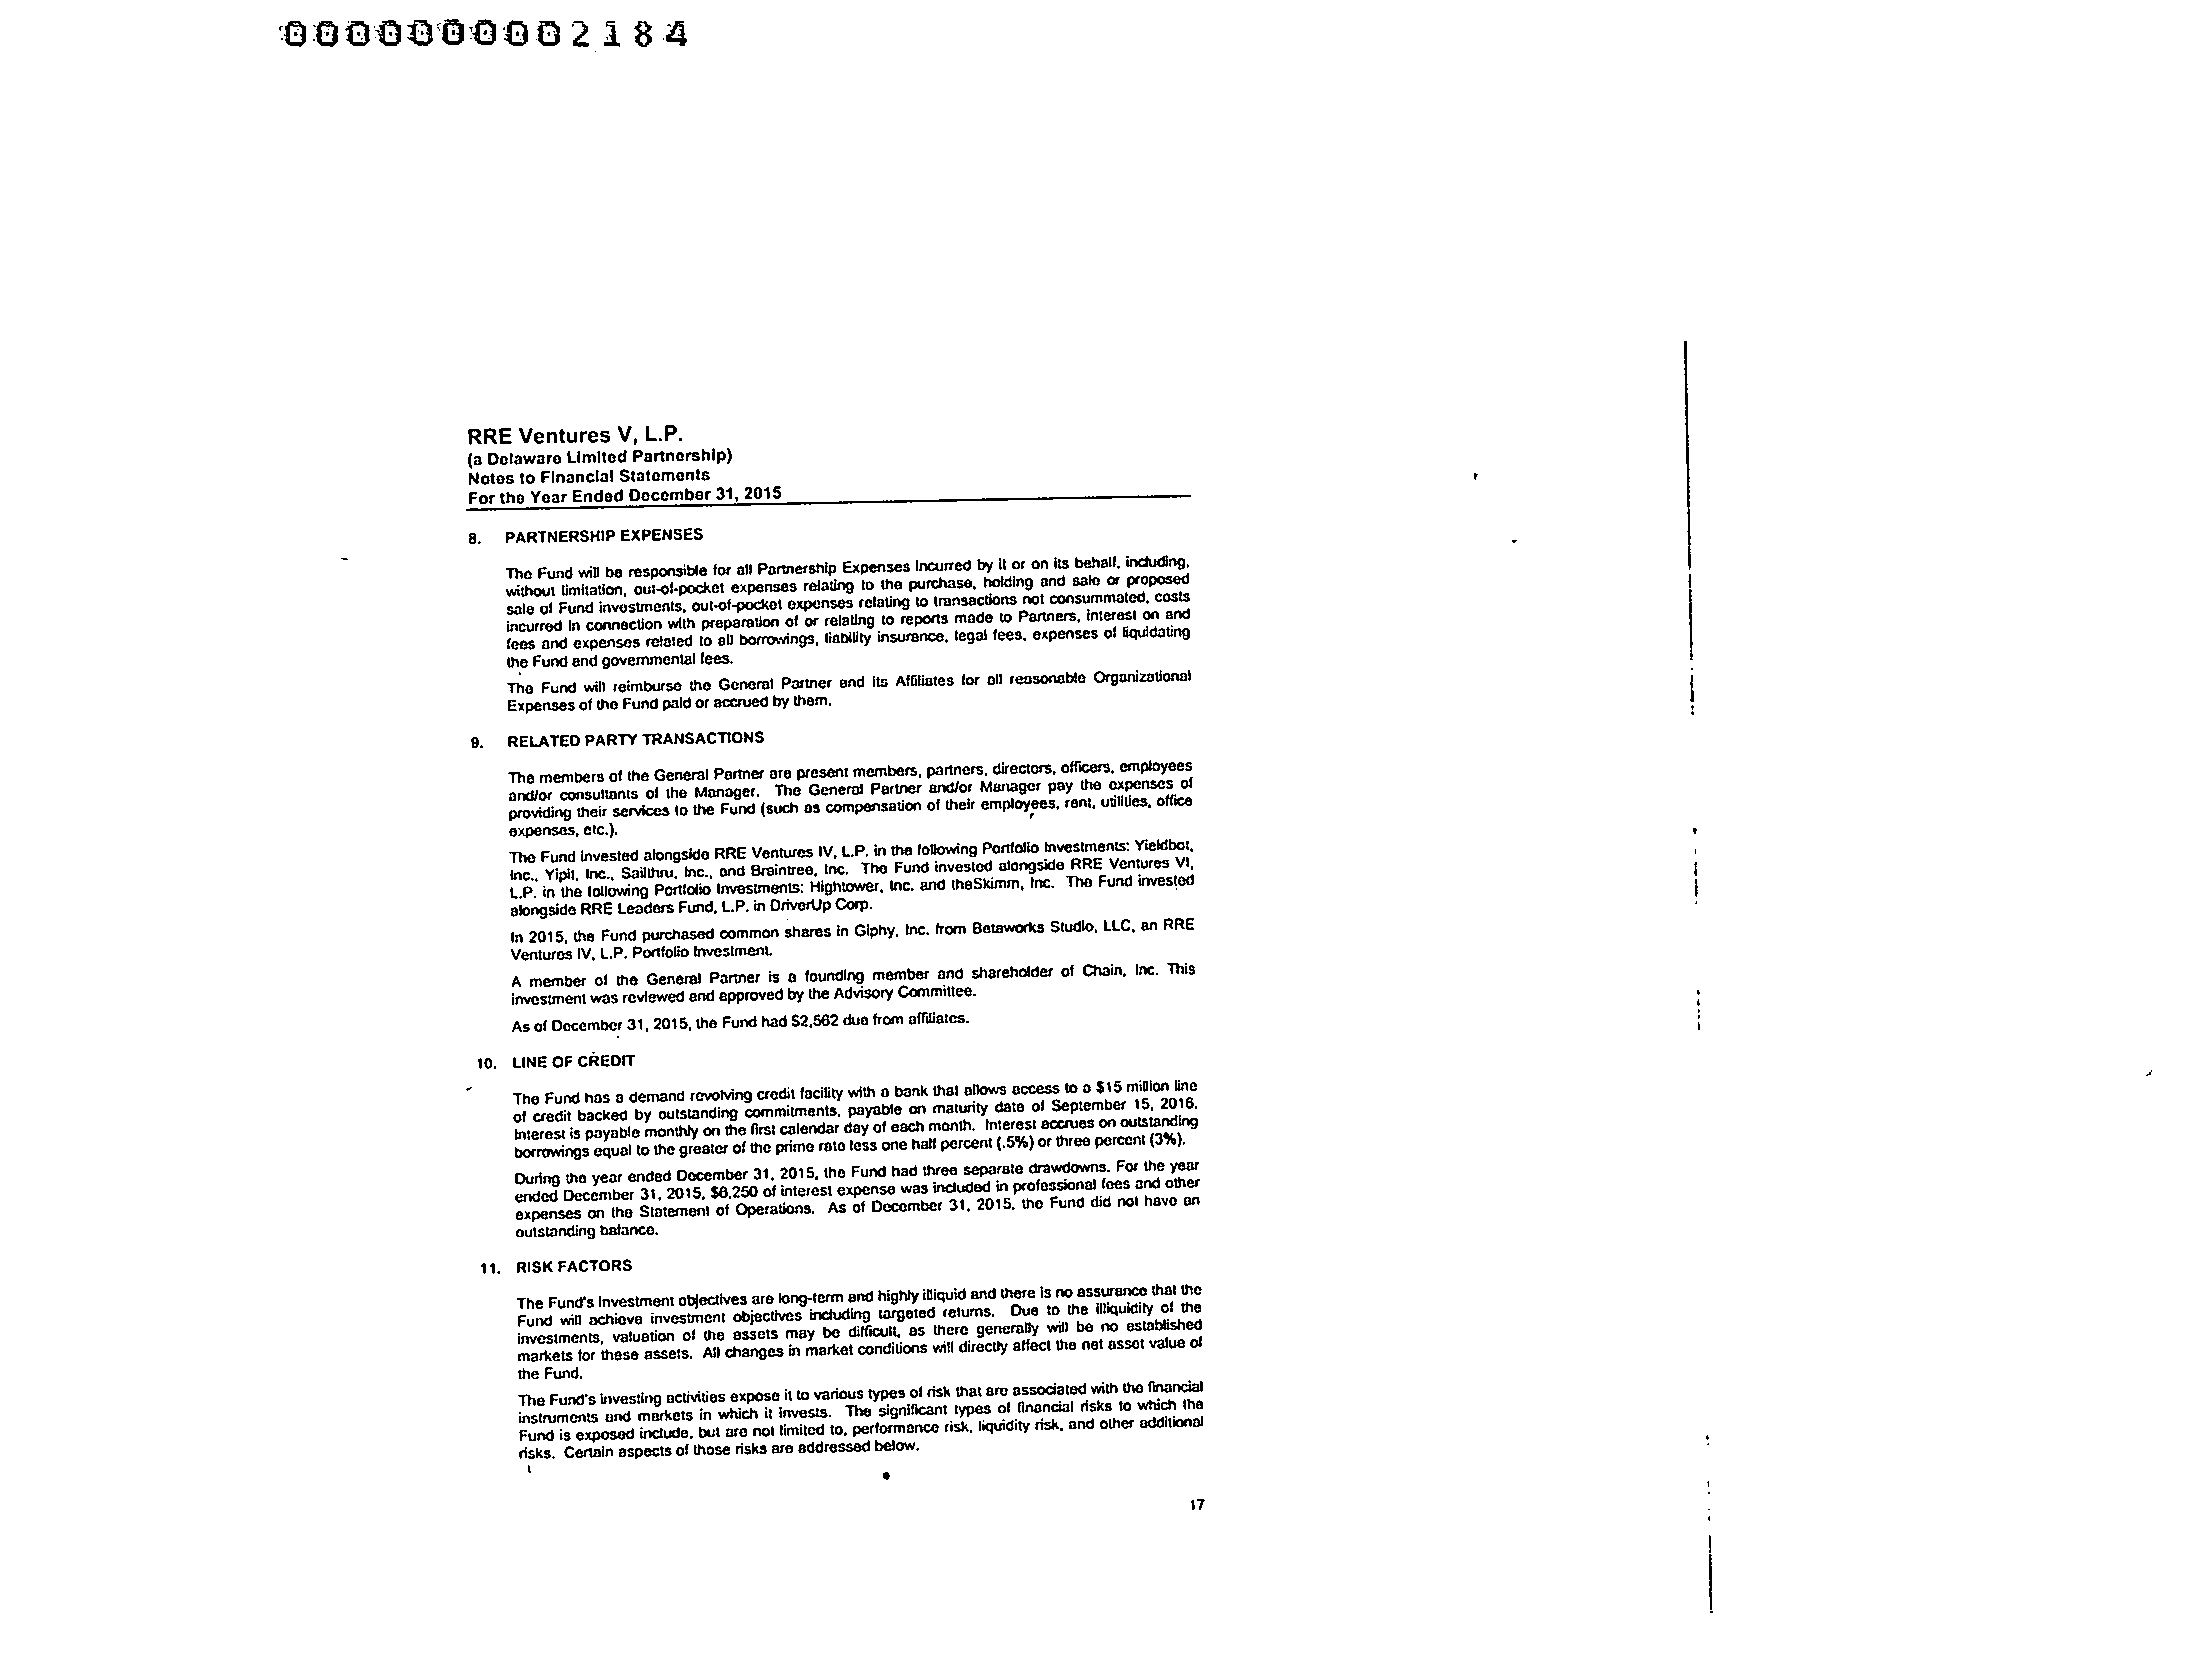 0000000002184
RRE Ventures V, L.P.
(a Delaware Limited Partnership)
Notes to Financial Statements
For the Year Ended December 31, 2015
8. PARTNERSHIP EXPENSES
The Fund will be responsible for all Partnership Expenses incurred by it or on its behalf, including,
without limitation, out-of-pocket expenses relating to the purchase, holding and sale or proposed
sale of Fund investments, out-of-pocket expenses relating to transactions not consummated, costs
incurred in connection with preparation of or relating to reports made to Partners, interest on and
fees and expenses related to all borrowings, liability insurance, legal fees, expenses of liquidating
the Fund and governmental fees.
The Fund will reimburse the General Partner and its Affiliates for all reasonable Organizational
Expenses of the Fund paid or accrued by them.
9. RELATED PARTY TRANSACTIONS
The members of the General Partner are present members, partners, directors, officers, employees
and/or consultants of the Manager. The General Partner and/or Manager pay the expenses of
providing their services to the Fund (such as compensation of their employees, rent, utilities, office
expenses, etc.).
The Fund invested alongside RRE Ventures IV, L.P. in the following Portfolio Investments: Yieldbot,
Inc., Yipit, Inc., Sailthru, Inc., and Braintree, Inc. The Fund invested alongside RRE Ventures VI,
L.P. in the following Portfolio Investments: Hightower, Inc. and theSkimm, Inc. The Fund invested
alongside RRE Leaders Fund, L.P. in DriverUp Corp.
In 2015, the Fund purchased common shares in Giphy, Inc. from Betaworks Studio, LLC, an RRE
Ventures IV, L.P. Portfolio Investment.
A member of the General Partner is a founding member and shareholder of Chain, Inc. This
investment was reviewed and approved by the Advisory Committee.
As of December 31, 2015, the Fund had $2,562 due from affiliates.
10. LINE OF CREDIT
The Fund has a demand revolving credit facility with a bank that allows access to a $15 million line
of credit backed by outstanding commitments, payable on maturity date of September 15, 2016.
Interest is payable monthly on the first calendar day of each month. Interest accrues on outstanding
borrowings equal to the greater of the prime rate less one half percent (.5%) or three percent (3%).
During the year ended December 31, 2015, the Fund had three separate drawdowns. For the year
ended December 31, 2015, $6,250 of interest expense was included in professional fees and other
expenses on the Statement of Operations. As of December 31, 2015, the Fund did not have an
outstanding balance.
11. RISK FACTORS
The Fund's investment objectives are long-term and highly illiquid and there is no assurance that the
Fund will achieve investment objectives including targeted returns. Due to the illiquidity of the
investments, valuation of the assets may be difficult, as there generally will be no established
markets for these assets. All changes in market conditions will directly affect the net asset value of
the Fund.
The Fund's investing activities expose it to various types of risk that are associated with the financial
instruments and markets in which it invests. The significant types of financial risks to which the
Fund is exposed include, but are not limited to, performance risk, liquidity risk, and other additional
risks. Certain aspects of those risks are addressed below.
17